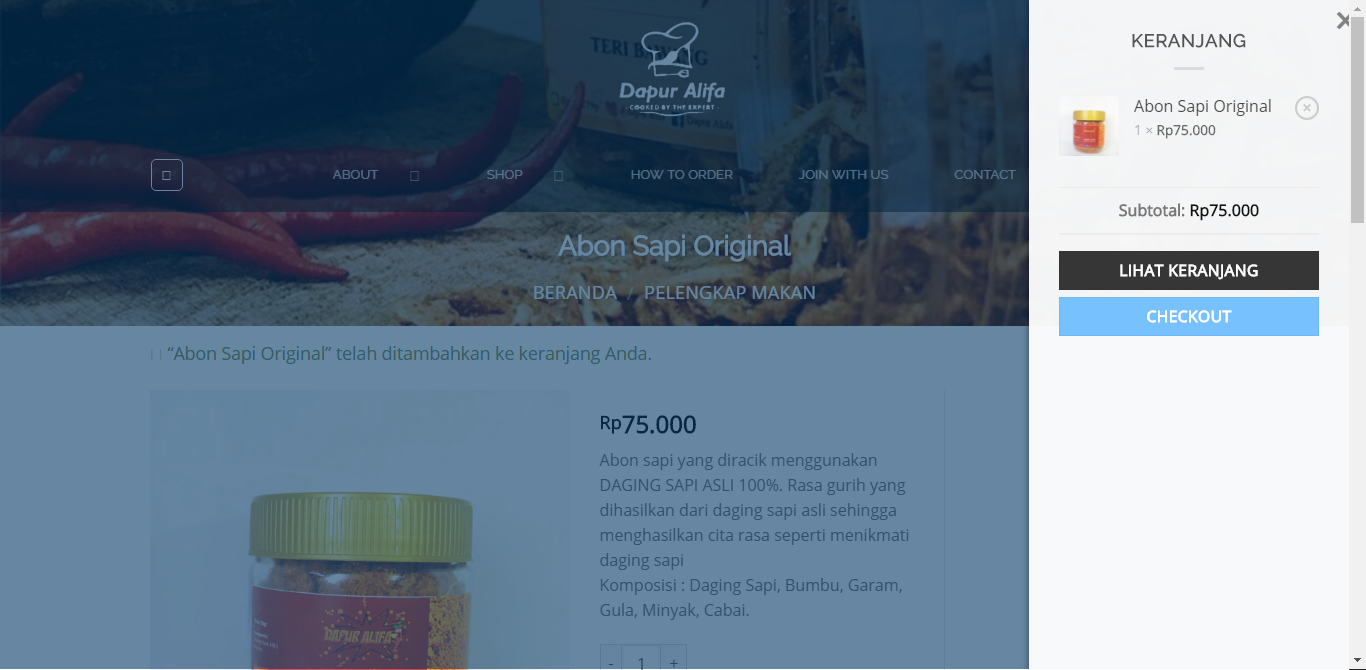 TERI BAWANG
Dapur Alifa
- COOKED BY THE EXPERT -
Dapur Alifa
ABOUT
SHOP
HOW TO ORDER
JOIN WITH US
CONTACT
Abon Sapi Original
BERANDA / PELENGKAP MAKAN
“Abon Sapi Original” telah ditambahkan ke keranjang Anda.
DAPUR ALIFA
Rp75.000
Abon sapi yang diracik menggunakan
DAGING SAPI ASLI 100%. Rasa gurih yang
dihasilkan dari daging sapi asli sehingga
menghasilkan cita rasa seperti menikmati
daging sapi
Komposisi : Daging Sapi, Bumbu, Garam,
Gula, Minyak, Cabai.
- 1 +
KERANJANG
Abon Sapi Original
1 × Rp75.000
Subtotal: Rp75.000
LIHAT KERANJANG
CHECKOUT